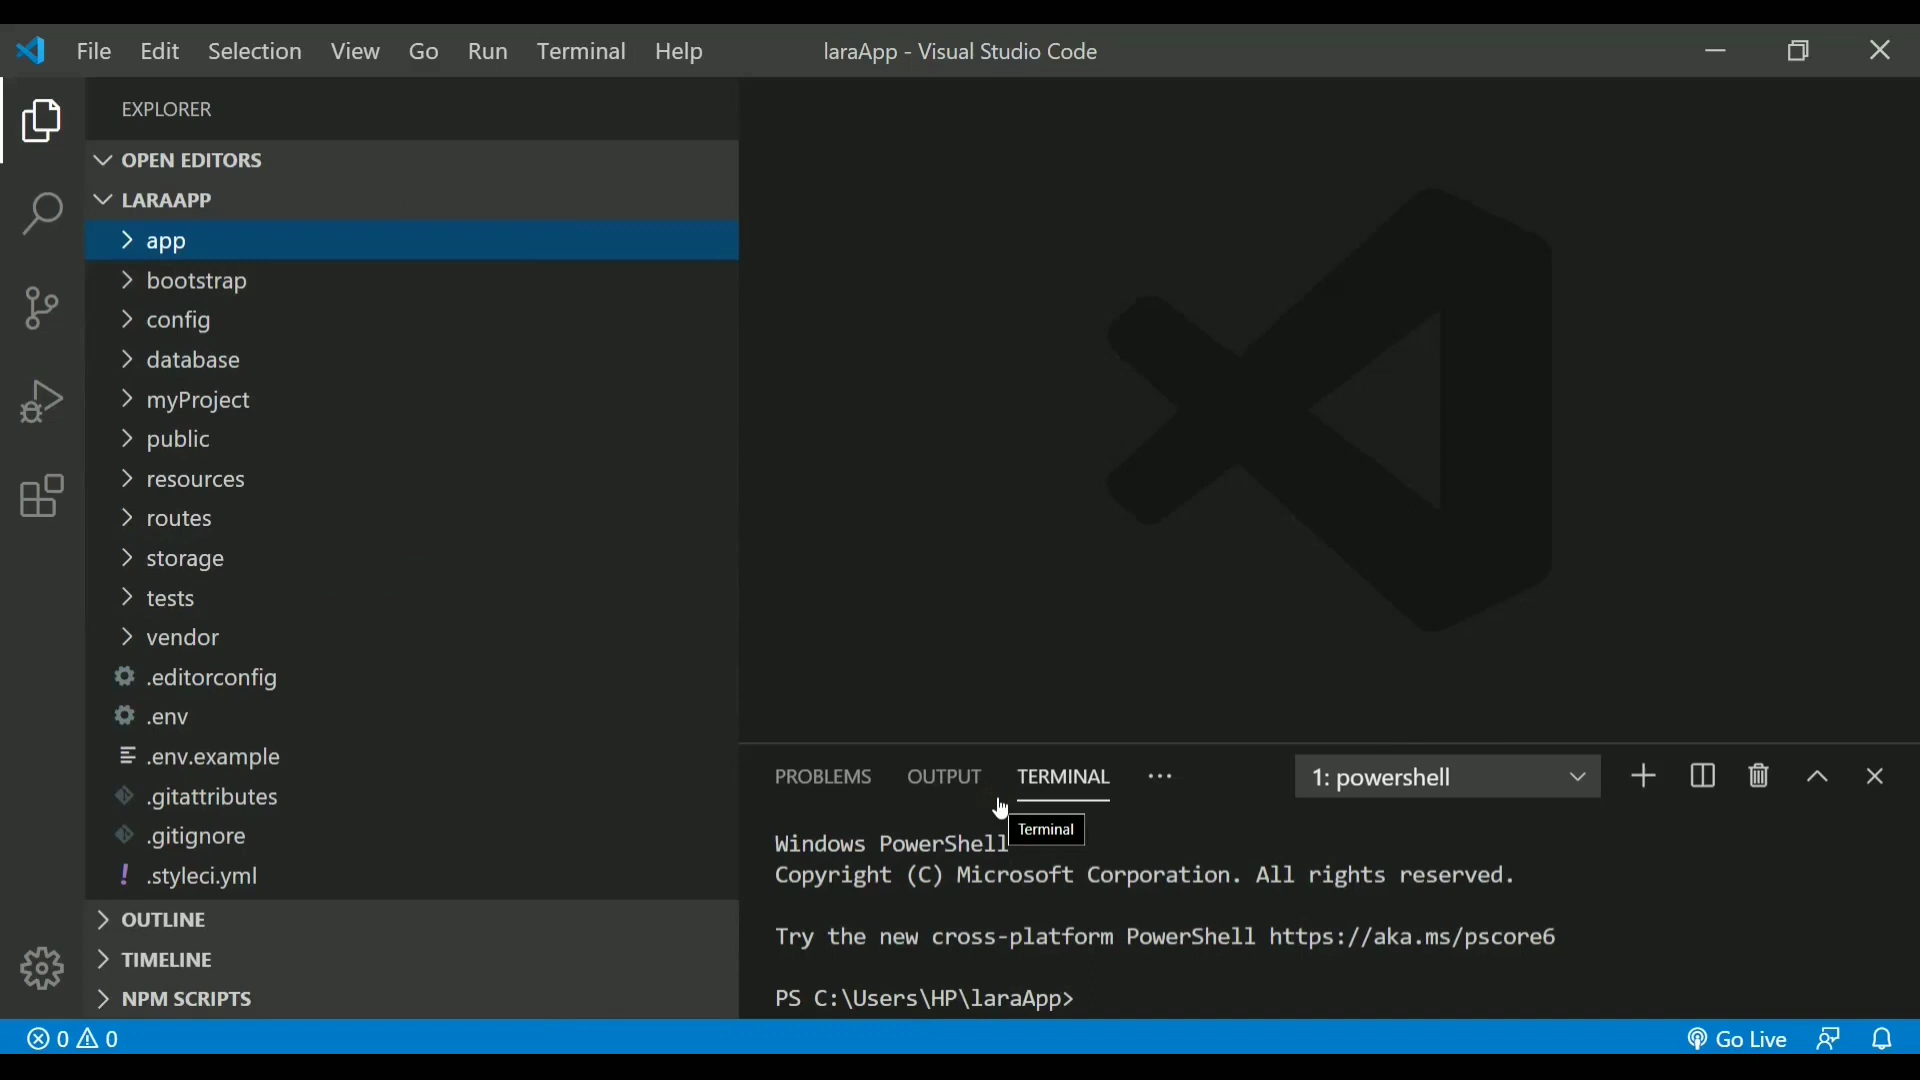 File Edit Selection View Go Run Terminal Help laraApp - Visual Studio Code
EXPLORER
OPEN EDITORS
LARAAPP
app
bootstrap
config
database
myProject
public
resources
routes
storage
tests
vendor
.editorconfig
.env
.env.example
.gitattributes
.gitignore
.styleci.yml
OUTLINE
TIMELINE
NPM SCRIPTS
PROBLEMS OUTPUT TERMINAL ··· 1: powershell
Terminal
Windows PowerShell
Copyright (C) Microsoft Corporation. All rights reserved.
Try the new cross-platform PowerShell https://aka.ms/pscore6
PS C:\Users\HP\laraApp>
0 0 Go Live